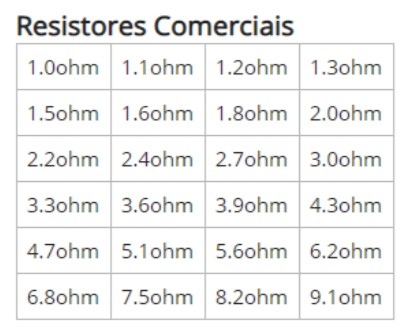 Resistores Comerciais
1.0ohm 1.1ohm 1.2ohm 1.3ohm
1.5ohm 1.6ohm 1.8ohm 2.0ohm
2.2ohm 2.4ohm 2.7ohm 3.0ohm
3.3ohm 3.6ohm 3.9ohm 4.3ohm
4.7ohm 5.1ohm 5.6ohm 6.2ohm
6.8ohm 7.5ohm 8.2ohm 9.1ohm